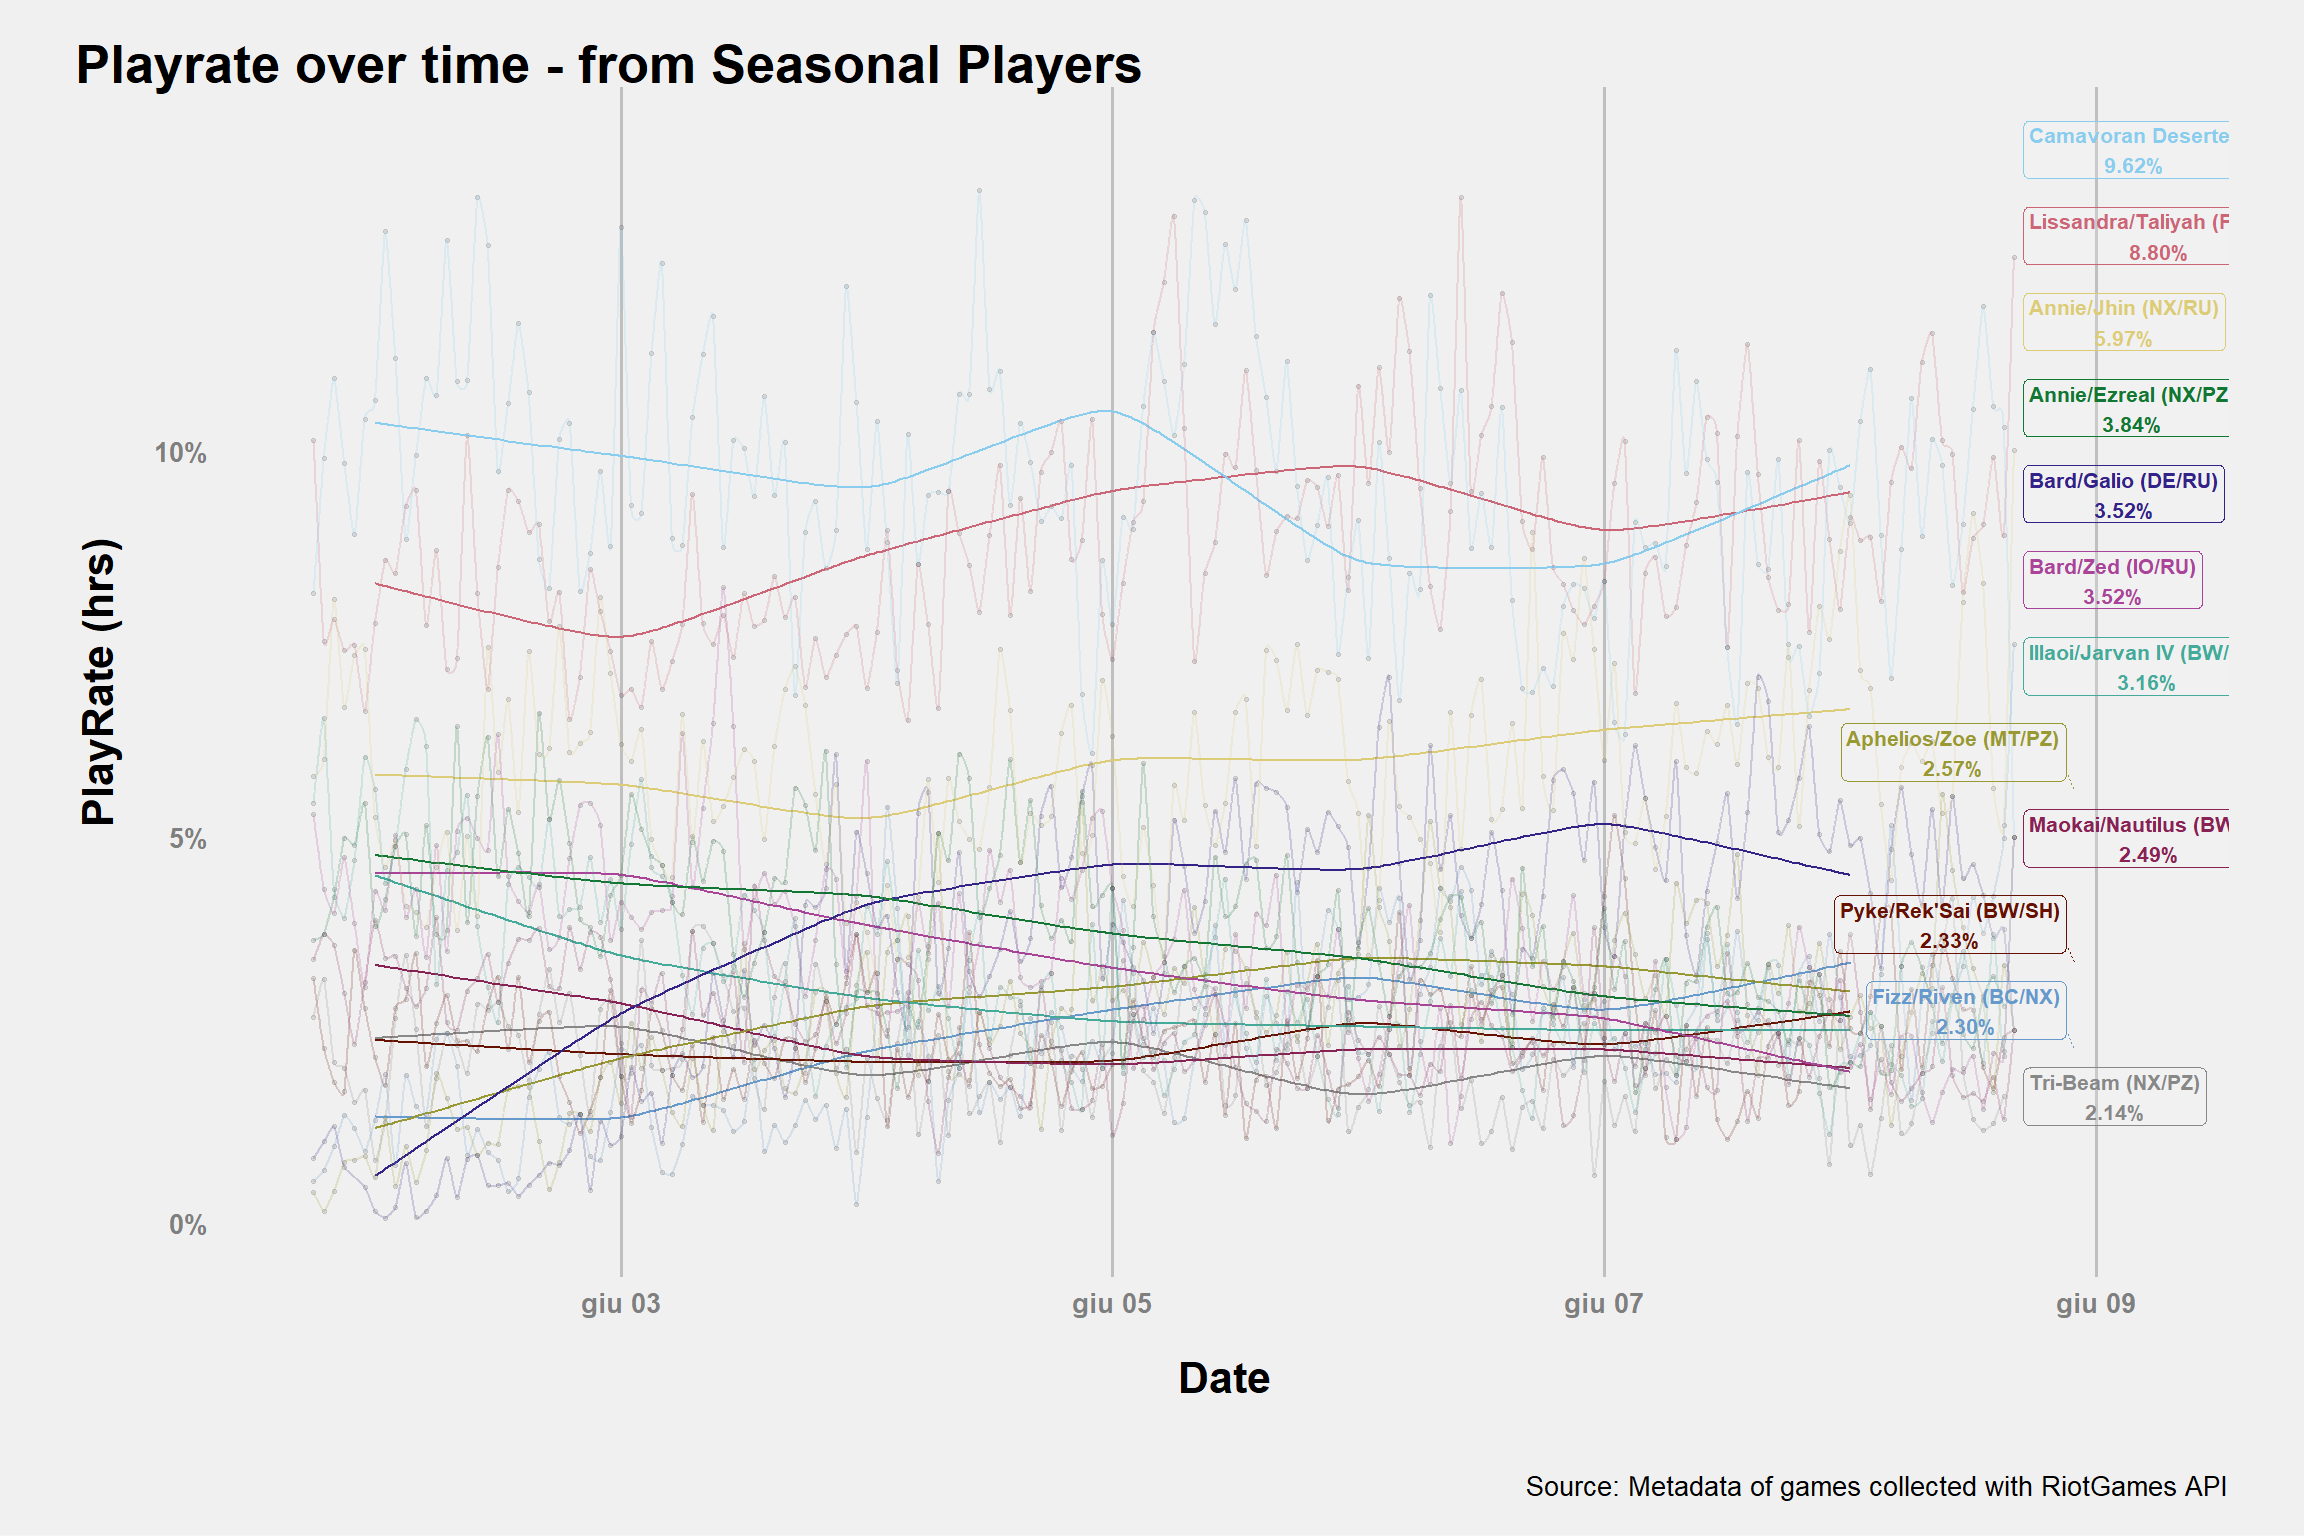 Playrate over time - from Seasonal Players
PlayRate (hrs)
10%
5%
0%
Camavoran Deserte
9.62%
Lissandra/Taliyah (F
8.80%
Annie/Jhin (NX/RU)
5.97%
Annie/Ezreal (NX/PZ
3.84%
Bard/Galio (DE/RU)
3.52%
Bard/Zed (IO/RU)
3.52%
Illaoi/Jarvan IV (BW/
3.16%
Aphelios/Zoe (MT/PZ)
2.57%
Maokai/Nautilus (BW
2.49%
Pyke/Rek'Sai (BW/SH)
2.33%
Fizz/Riven (BC/NX)
2.30%
Tri-Beam (NX/PZ)
2.14%
giu 03
giu 05
giu 07
giu 09
Date
Source: Metadata of games collected with RiotGames API